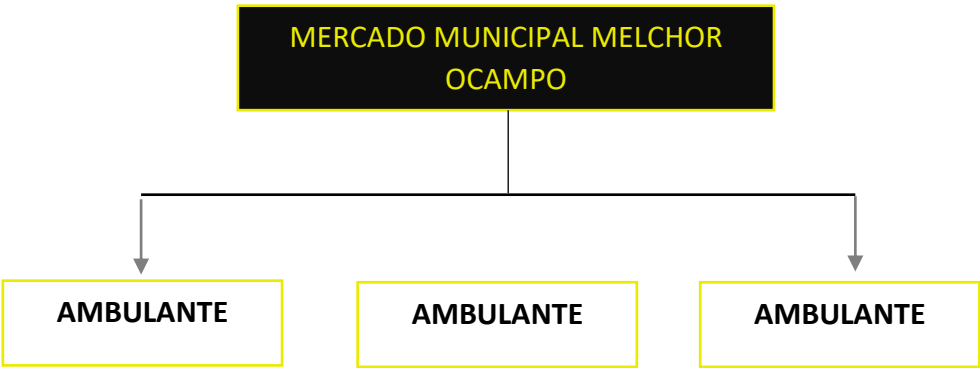 MERCADO MUNICIPAL MELCHOR
OCAMPO
AMBULANTE
AMBULANTE
AMBULANTE